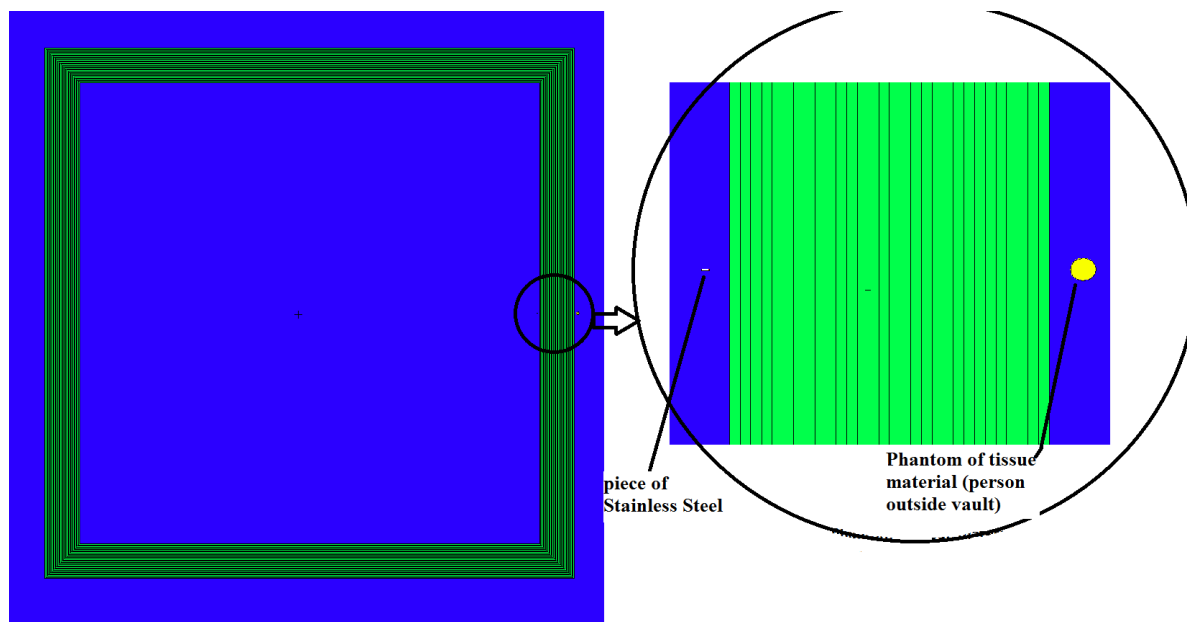 piece of
Stainless Steel
Phantom of tissue
material (person
outside vault)